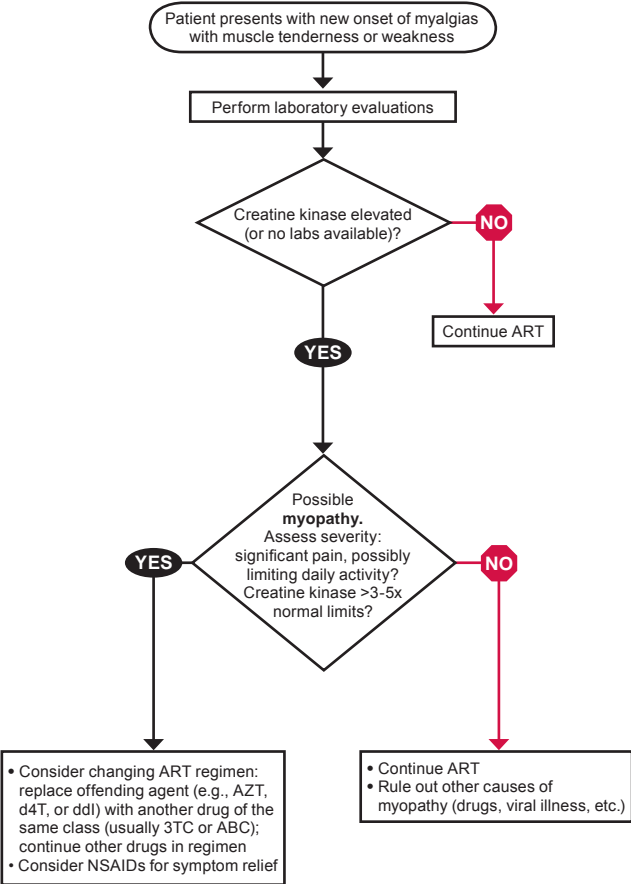 Patient presents with new onset of myalgias
with muscle tenderness or weakness
Perform laboratory evaluations
Creatine kinase elevated
(or no labs available)?
NO
Continue ART
YES
Possible
myopathy.
Assess severity:
significant pain, possibly
limiting daily activity?
Creatine kinase >3-5x
normal limits?
YES
NO
• Consider changing ART regimen:
replace offending agent (e.g., AZT,
d4T, or ddI) with another drug of the
same class (usually 3TC or ABC);
continue other drugs in regimen
• Consider NSAIDs for symptom relief
• Continue ART
• Rule out other causes of
myopathy (drugs, viral illness, etc.)